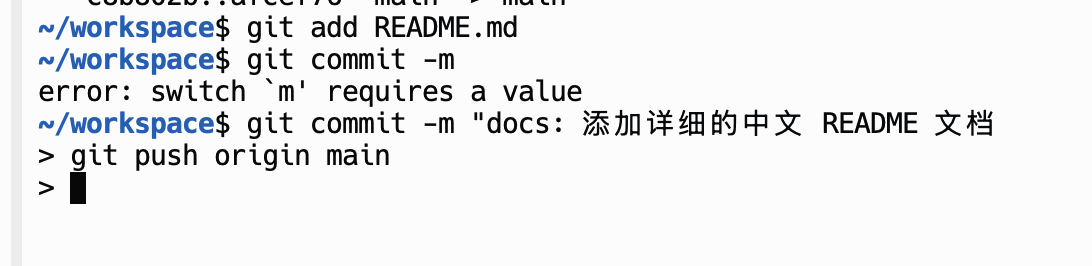 ~/workspace$ git add README.md
~/workspace$ git commit -m
error: switch `m' requires a value
~/workspace$ git commit -m "docs: 添加详细的中文 README 文档
> git push origin main
>